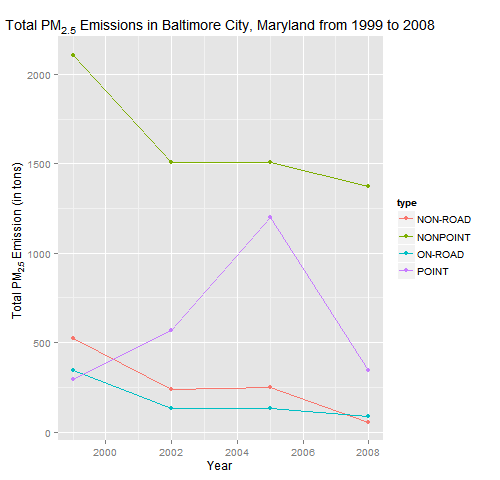 Total PM2.5 Emissions in Baltimore City, Maryland from 1999 to 2008
Total PM2.5 Emission (in tons)
2000
1500
1000
500
0
2000
2002
2004
2006
2008
Year
type
NON-ROAD
NONPOINT
ON-ROAD
POINT